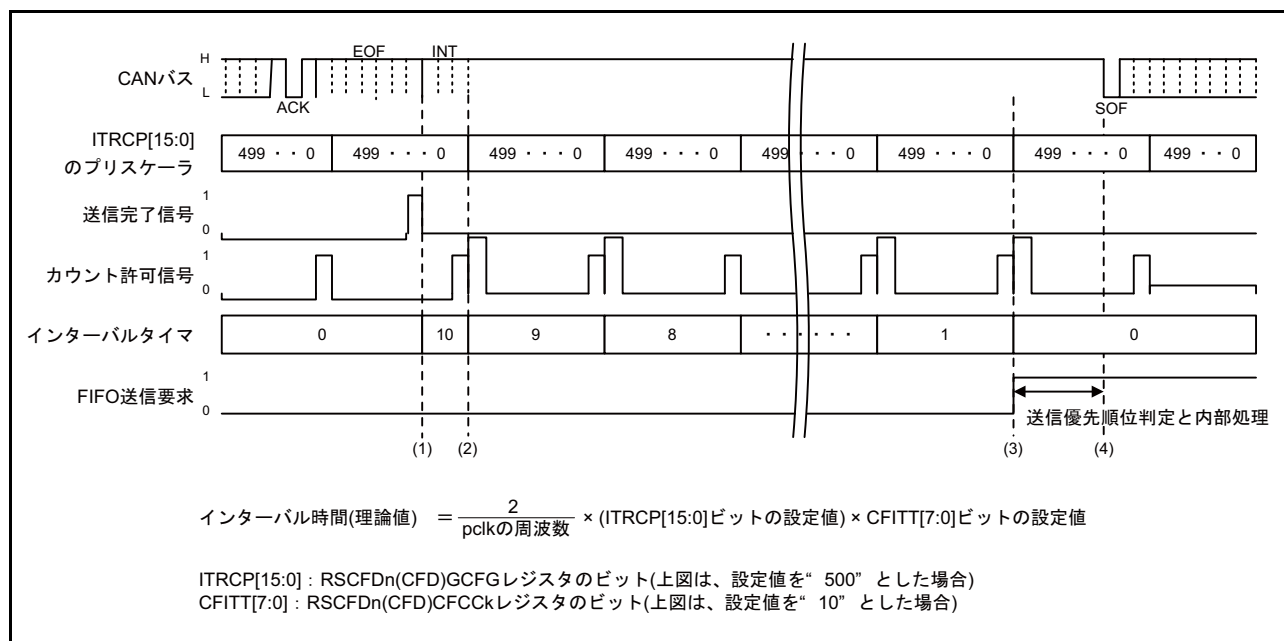 EOF INT
H
CANバス
L
ACK SOF
ITRCP[15:0]
のプリスケーラ
499・・0 499・・・0 499・・・0 499・・・0 499・・・0 499・・・0 499・・・0 499・・0
1
送信完了信号
0
1
カウント許可信号
0
インターバルタイマ 0 10 9 8 ・・・・・・ 1 0
1
FIFO送信要求
0
送信優先順位判定と内部処理
(1) (2) (3) (4)
インターバル時間(理論値) = 2 / pclkの周波数 × (ITRCP[15:0]ビットの設定値) × CFITT[7:0]ビットの設定値
ITRCP[15:0]:RSCFDn(CFD)GCFGレジスタのビット(上図は、設定値を“ 500” とした場合)
CFITT[7:0]:RSCFDn(CFD)CFCCkレジスタのビット(上図は、設定値を“ 10” とした場合)